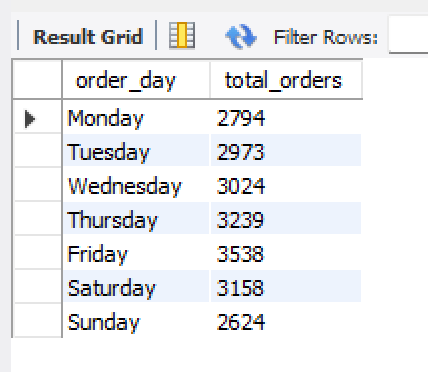 Result Grid Filter Rows:
order_day total_orders
Monday 2794
Tuesday 2973
Wednesday 3024
Thursday 3239
Friday 3538
Saturday 3158
Sunday 2624